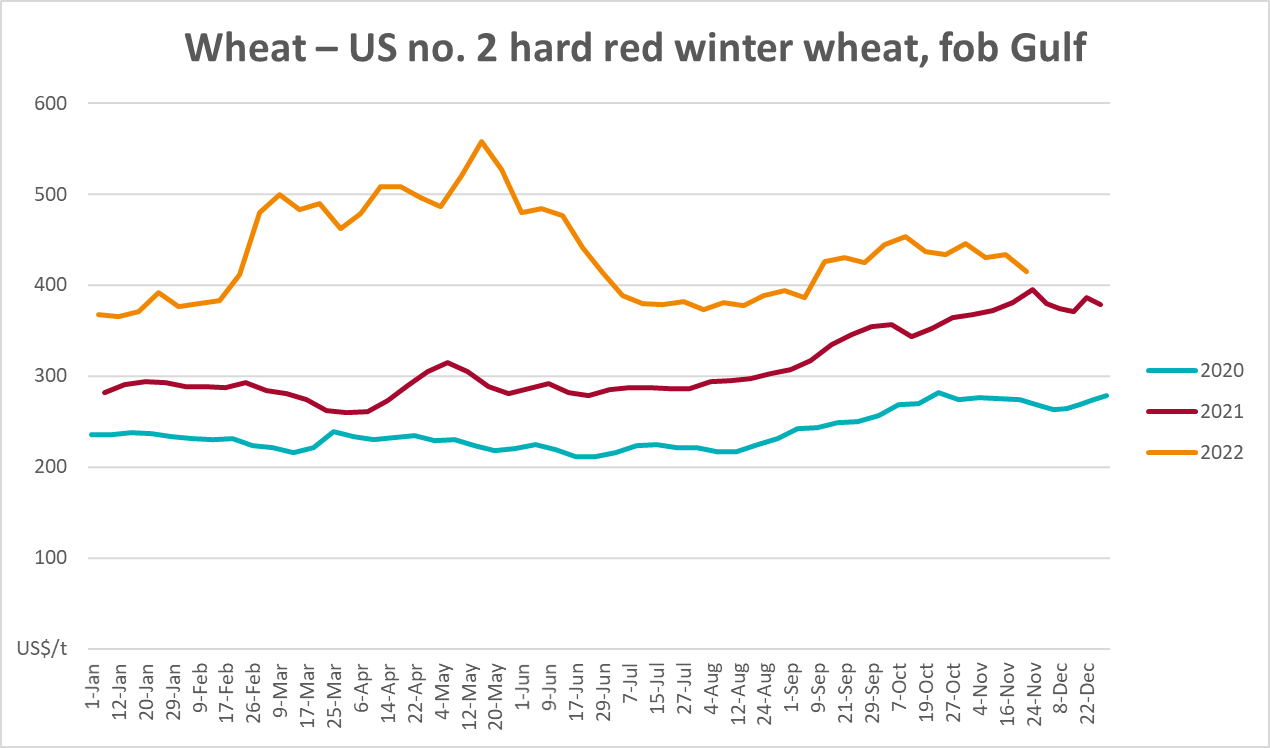 Wheat – US no. 2 hard red winter wheat, fob Gulf
600
500
400
300
200
100
US$/t
2020
2021
2022
1-Jan
12-Jan
20-Jan
29-Jan
9-Feb
17-Feb
26-Feb
9-Mar
17-Mar
25-Mar
6-Apr
14-Apr
22-Apr
4-May
12-May
20-May
1-Jun
9-Jun
17-Jun
29-Jun
7-Jul
15-Jul
27-Jul
4-Aug
12-Aug
24-Aug
1-Sep
9-Sep
21-Sep
29-Sep
7-Oct
19-Oct
27-Oct
4-Nov
16-Nov
24-Nov
8-Dec
22-Dec